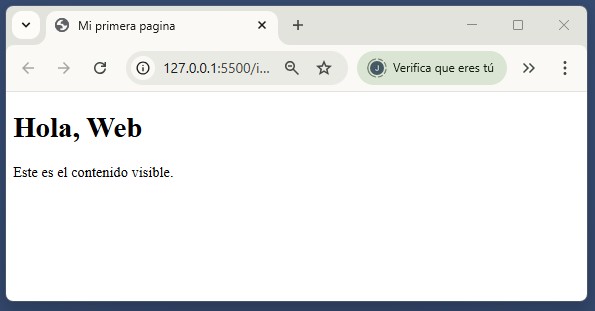 Mi primera pagina
127.0.0.1:5500/i...
J
Verifica que eres tú
Hola, Web
Este es el contenido visible.